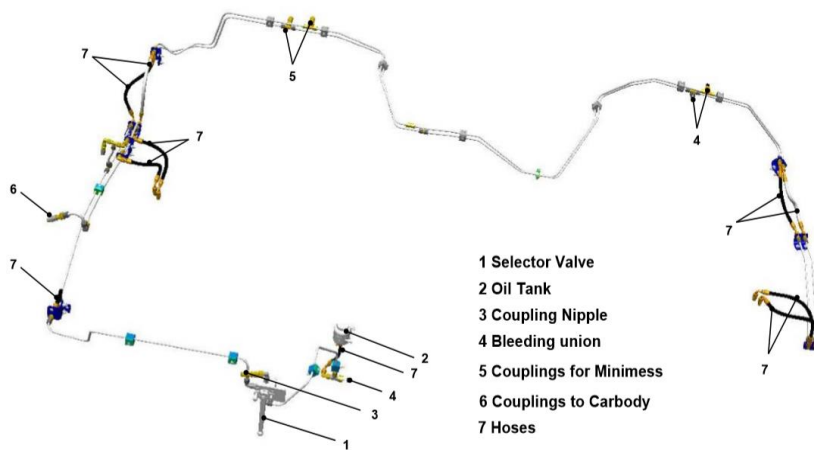 7
5
4
7
6
7
7
1 Selector Valve
2 Oil Tank
3 Coupling Nipple
4 Bleeding union
5 Couplings for Minimess
6 Couplings to Carbody
7 Hoses
2
7
4
3
1
7